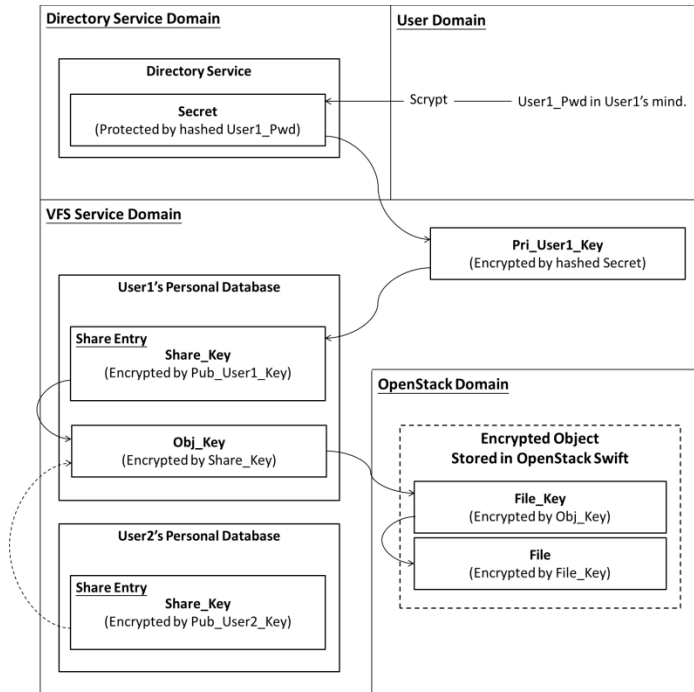 Directory Service Domain
User Domain
Directory Service
Secret
(Protected by hashed User1_Pwd)
Scrypt
User1_Pwd in User1's mind.
VFS Service Domain
Pri_User1_Key
(Encrypted by hashed Secret)
User1's Personal Database
Share Entry
Share_Key
(Encrypted by Pub_User1_Key)
Obj_Key
(Encrypted by Share_Key)
OpenStack Domain
Encrypted Object
Stored in OpenStack Swift
File_Key
(Encrypted by Obj_Key)
File
(Encrypted by File_Key)
User2's Personal Database
Share Entry
Share_Key
(Encrypted by Pub_User2_Key)